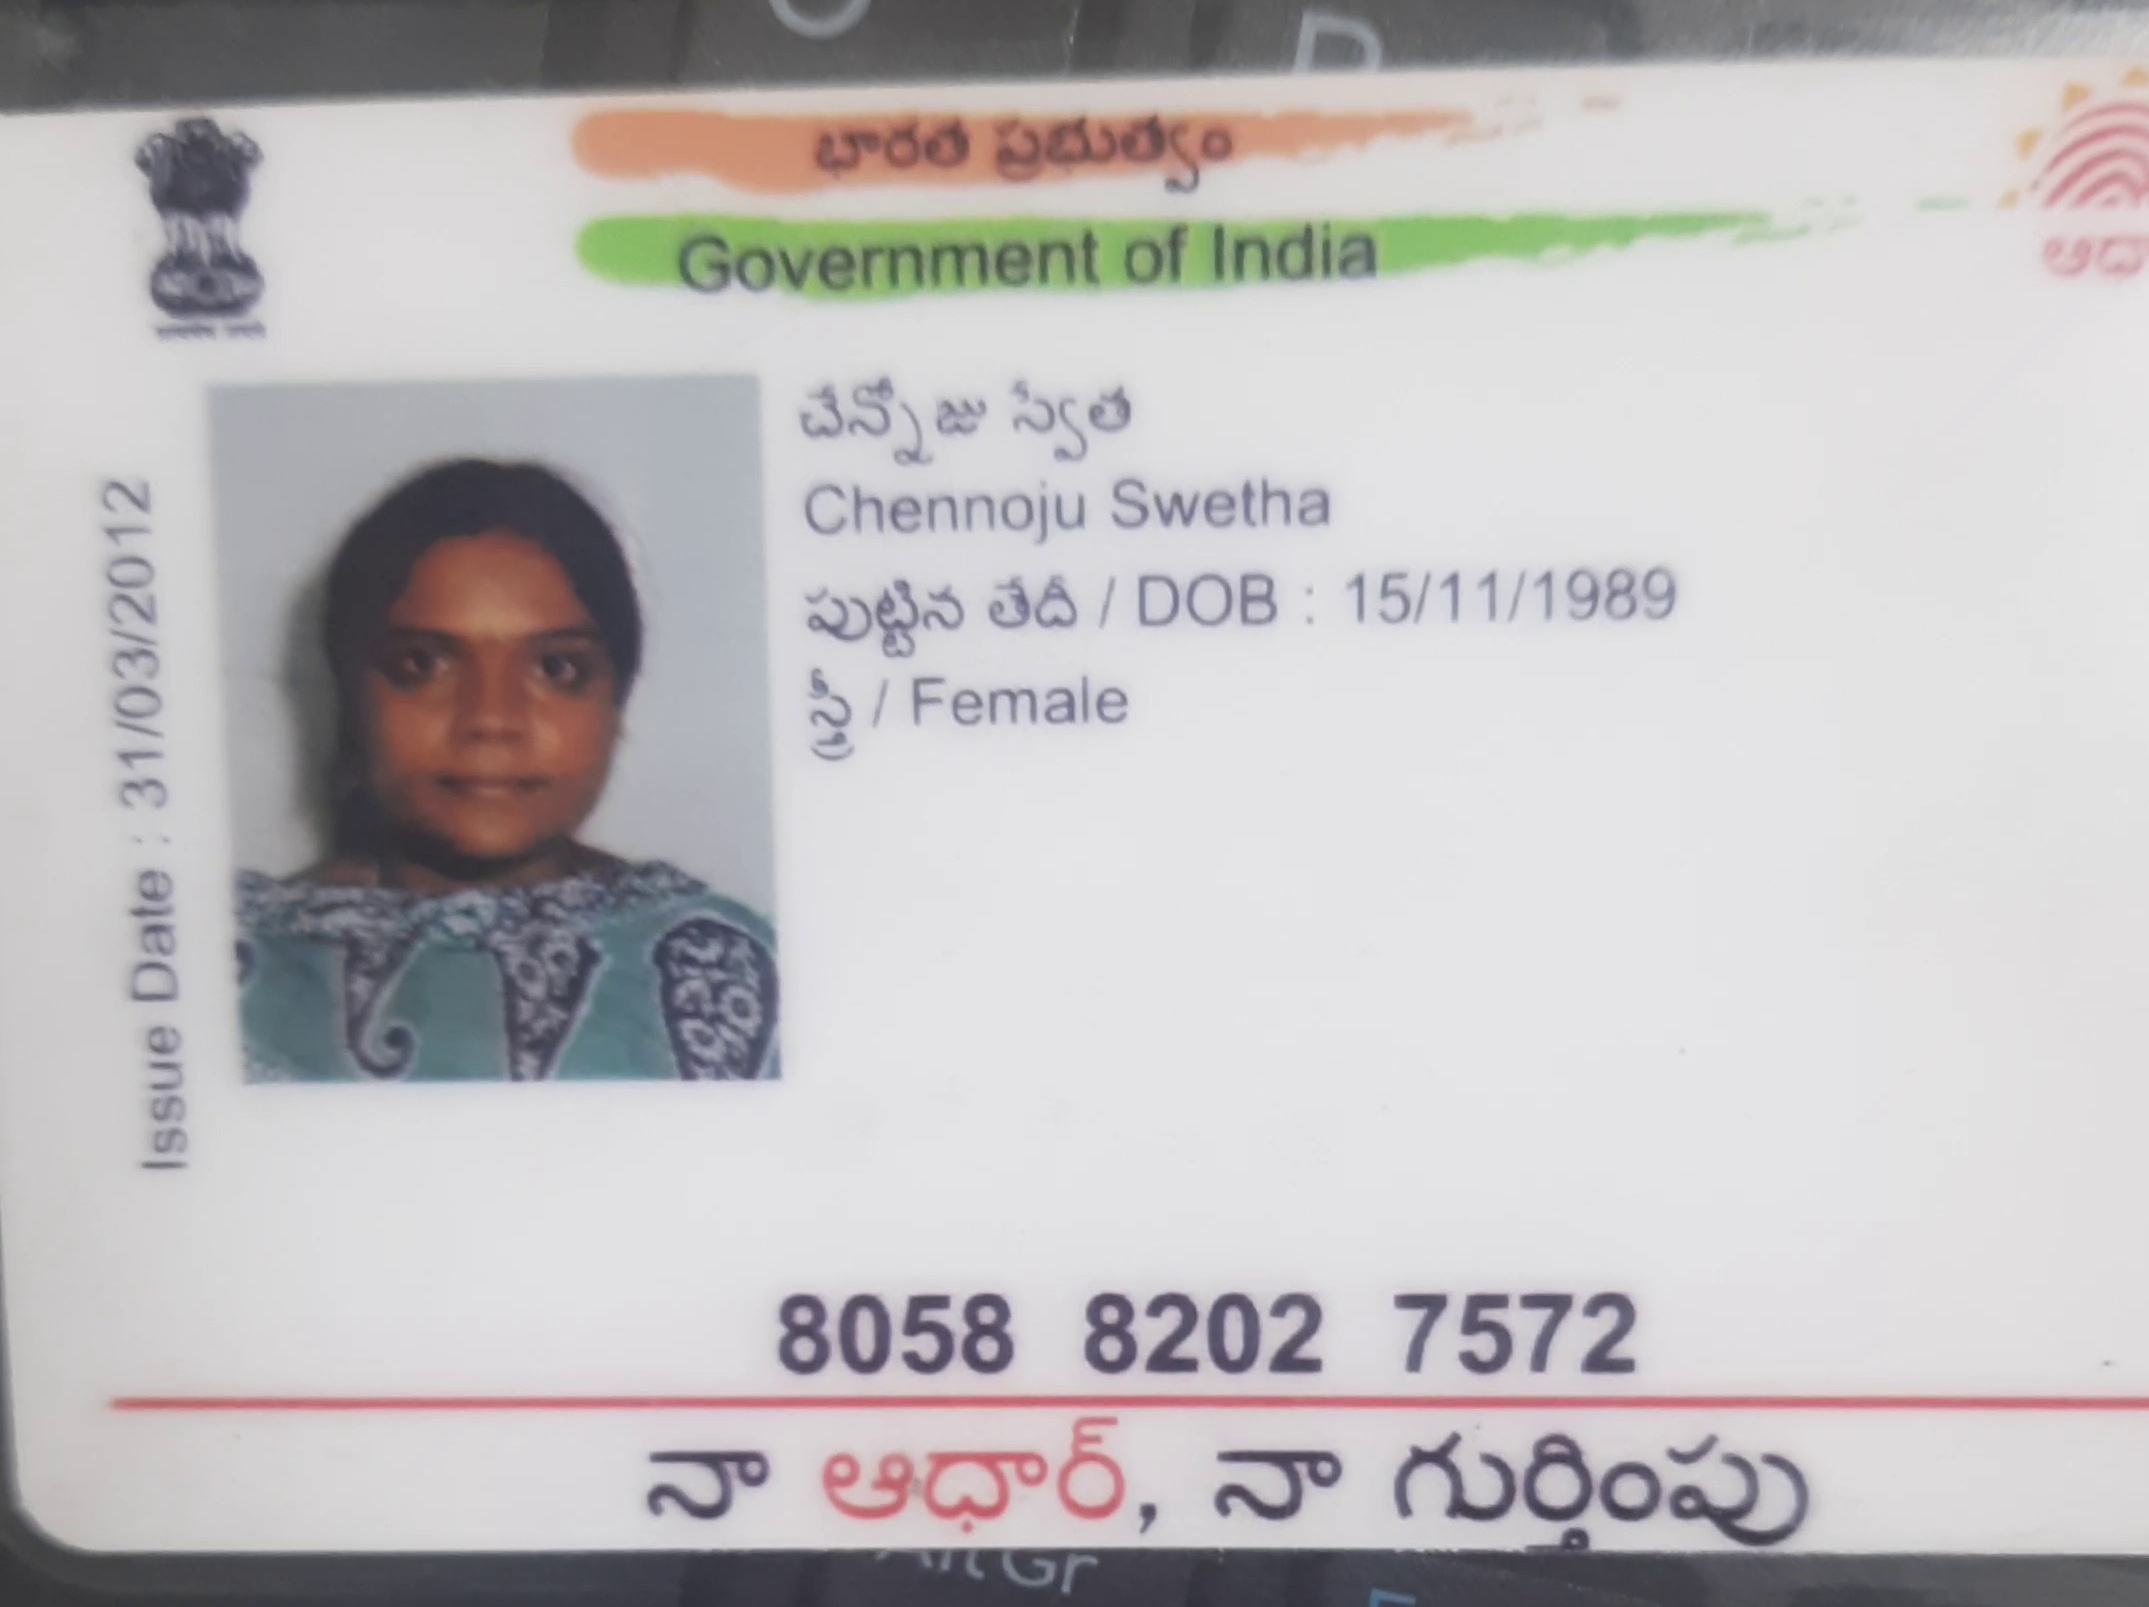 భారత ప్రభుత్వం
Government of India
చేన్నోజు స్వేత
Chennoju Swetha
పుట్టిన తేదీ / DOB : 15/11/1989
స్త్రీ / Female
Issue Date : 31/03/2012
8058 8202 7572
నా ఆధార్, నా గుర్తింపు